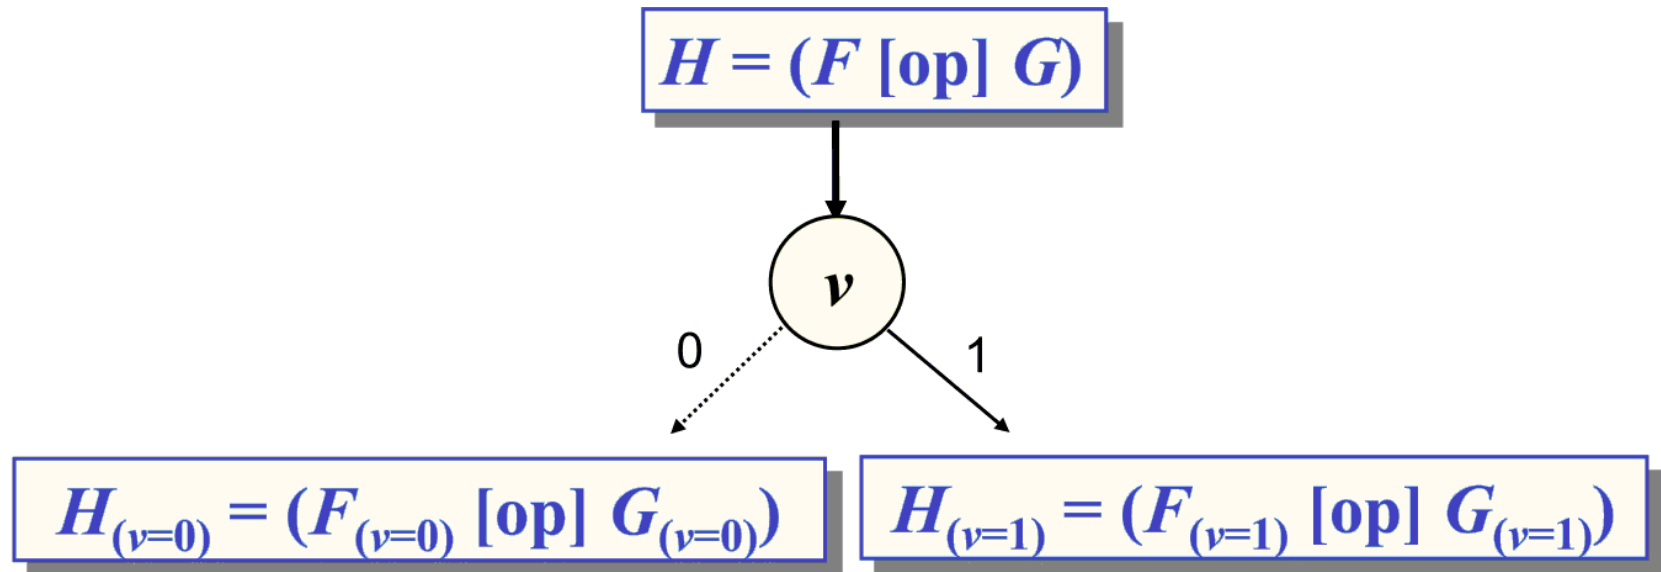 H = (F [op] G)
v
0
1
H(v=0) = (F(v=0) [op] G(v=0))
H(v=1) = (F(v=1) [op] G(v=1))